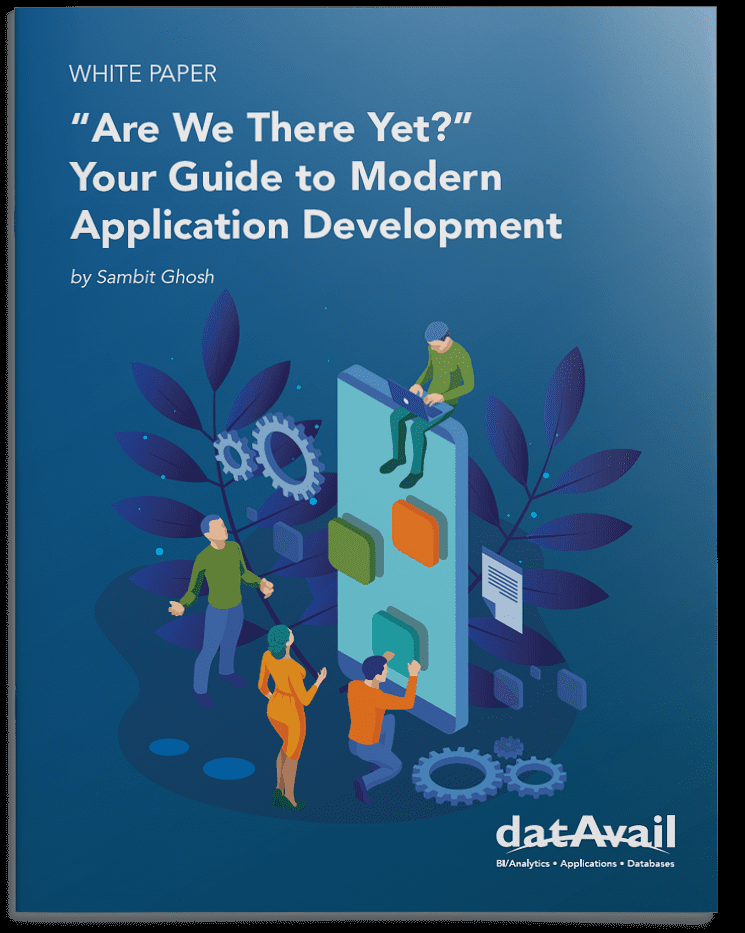 WHITE PAPER
“Are We There Yet?”
Your Guide to Modern
Application Development
by Sambit Ghosh
datAvail
BI/Analytics • Applications • Databases